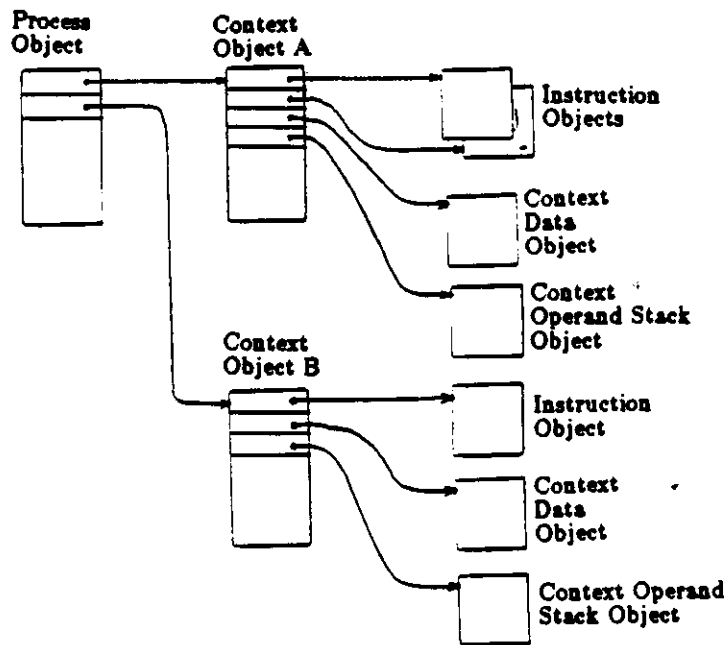 Process
Object
Context
Object A
Instruction
Objects
Context
Data
Object
Context
Operand Stack
Object
Context
Object B
Instruction
Object
Context
Data
Object
Context Operand
Stack Object